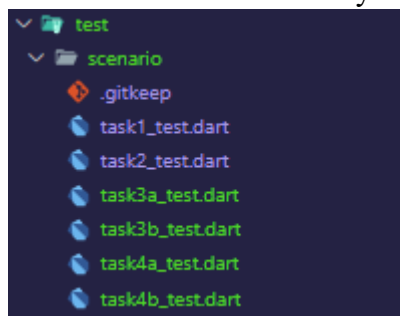 test
scenario
.gitkeep
task1_test.dart
task2_test.dart
task3a_test.dart
task3b_test.dart
task4a_test.dart
task4b_test.dart